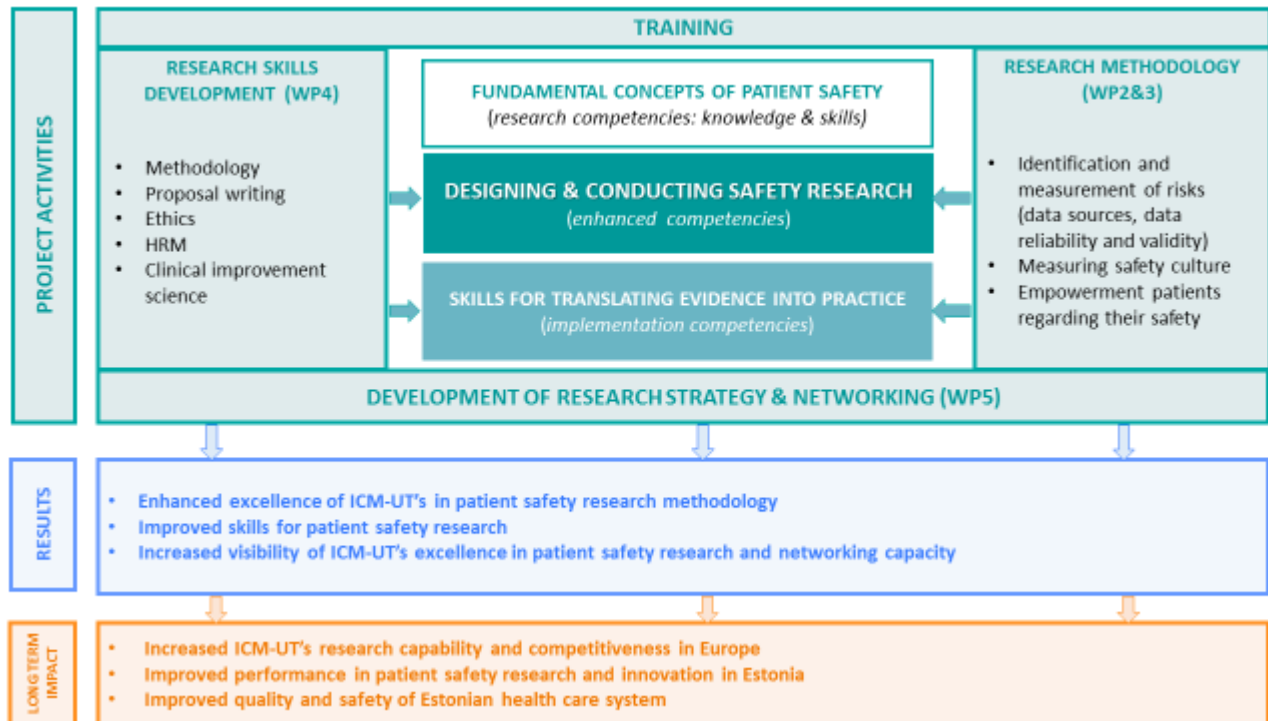 PROJECT ACTIVITIES
TRAINING
RESEARCH SKILLS
DEVELOPMENT (WP4)
• Methodology
• Proposal writing
• Ethics
• HRM
• Clinical improvement
science
FUNDAMENTAL CONCEPTS OF PATIENT SAFETY
(research competencies: knowledge & skills)
DESIGNING & CONDUCTING SAFETY RESEARCH
(enhanced competencies)
SKILLS FOR TRANSLATING EVIDENCE INTO PRACTICE
(implementation competencies)
RESEARCH METHODOLOGY
(WP2&3)
• Identification and
measurement of risks
(data sources, data
reliability and validity)
• Measuring safety culture
• Empowerment patients
regarding their safety
DEVELOPMENT OF RESEARCH STRATEGY & NETWORKING (WP5)
RESULTS
• Enhanced excellence of ICM-UT's in patient safety research methodology
• Improved skills for patient safety research
• Increased visibility of ICM-UT's excellence in patient safety research and networking capacity
LONG TERM
IMPACT
• Increased ICM-UT's research capability and competitiveness in Europe
• Improved performance in patient safety research and innovation in Estonia
• Improved quality and safety of Estonian health care system